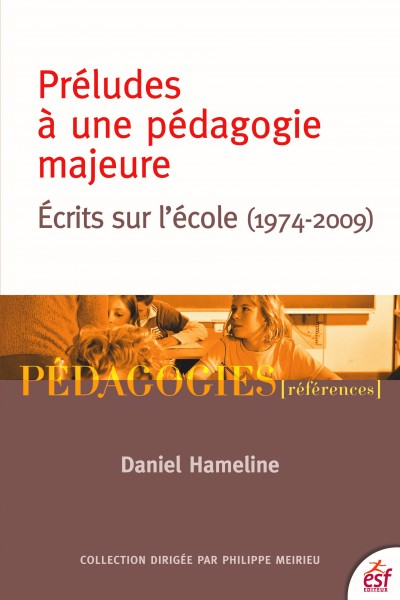 Préludes
à une pédagogie
majeure
Écrits sur l'école (1974-2009)
PÉDAGOGIES [références]
Daniel Hameline
COLLECTION DIRIGÉE PAR PHILIPPE MEIRIEU
esf
EDITEUR